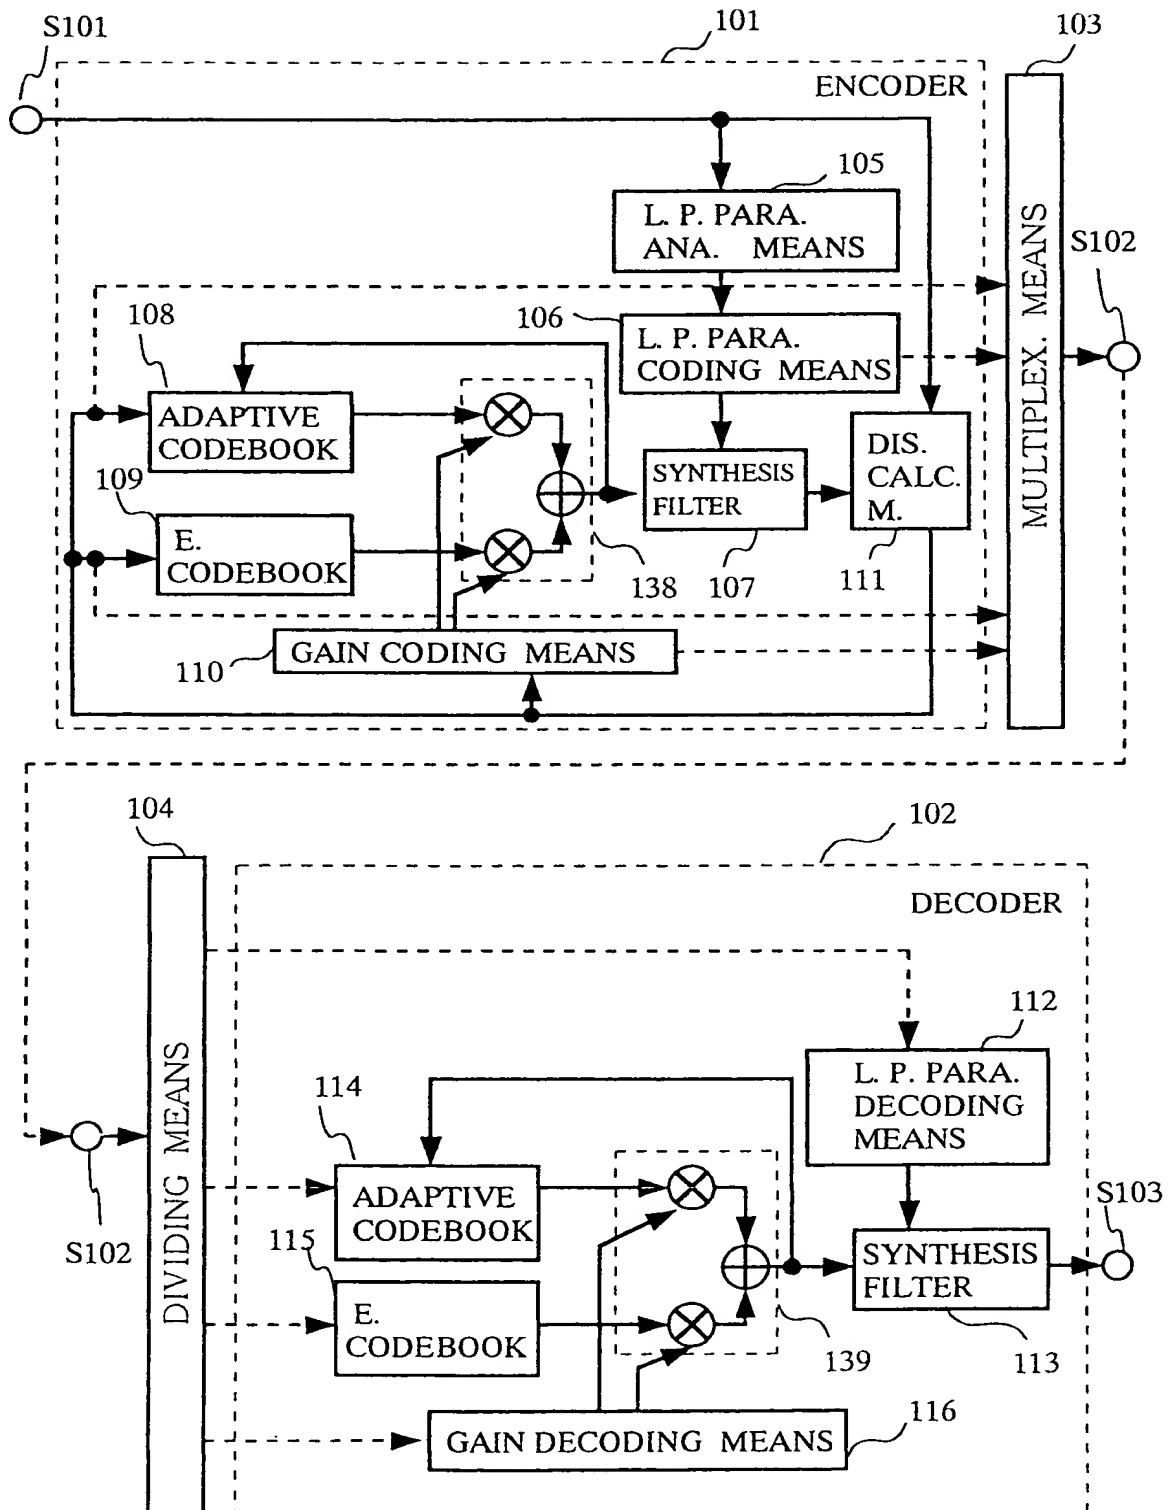 S101
101
103
ENCODER
105
L. P. PARA.
ANA. MEANS
MULTIPLEX. MEANS
S102
108
106
L. P. PARA.
CODING MEANS
ADAPTIVE
CODEBOOK
DIS.
CALC.
M.
SYNTHESIS
FILTER
109
E.
CODEBOOK
138
107
111
110
GAIN CODING MEANS
104
102
DECODER
112
L. P. PARA.
DECODING
MEANS
114
DIVIDING MEANS
ADAPTIVE
CODEBOOK
S103
S102
115
SYNTHESIS
FILTER
E.
CODEBOOK
139
113
116
GAIN DECODING MEANS